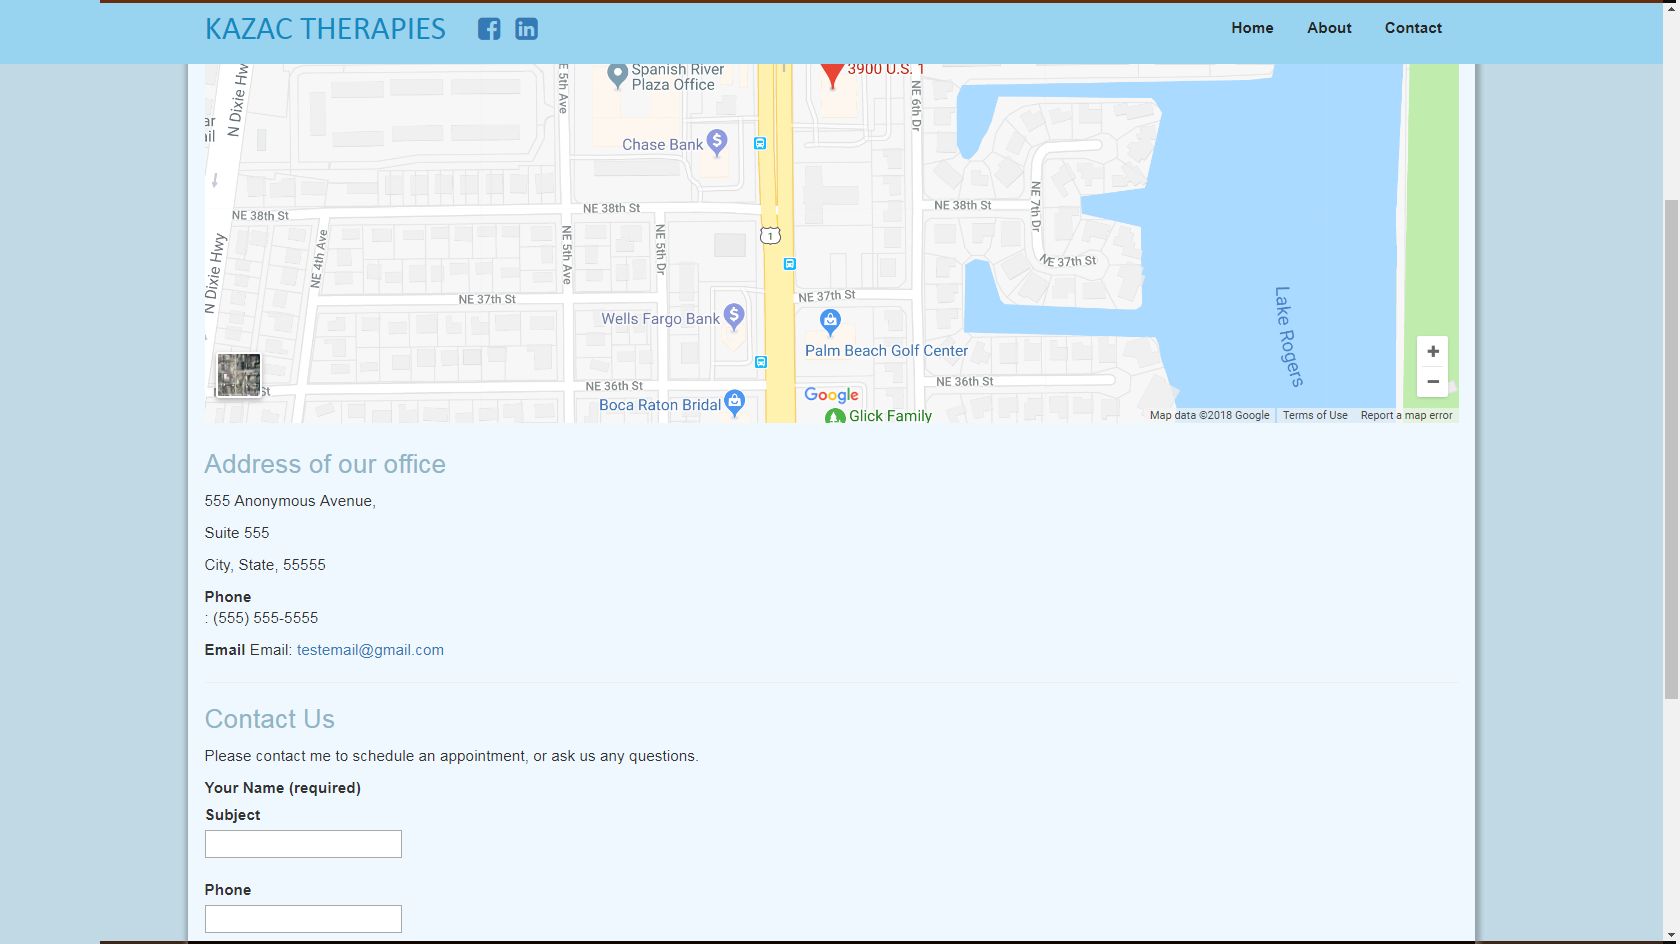 KAZAC THERAPIES
Home About Contact
Spanish River
Plaza Office
3900 U.S. 1
N Dixie Hwy
NE 5th Ave
NE 6th Dr
ar
ail
Chase Bank
NE 38th St
NE 38th St
NE 38th St
NE 7th Dr
1
N Dixie Hwy
NE 4th Ave
NE 5th Ave
NE 5th Dr
NE 37th St
NE 37th St
NE 37th St
Wells Fargo Bank
Palm Beach Golf Center
Lake Rogers
NE 36th St
NE 36th St
Google
Boca Raton Bridal
Glick Family
Map data ©2018 Google Terms of Use Report a map error
Address of our office
555 Anonymous Avenue,
Suite 555
City, State, 55555
Phone
: (555) 555-5555
Email Email: testemail@gmail.com
Contact Us
Please contact me to schedule an appointment, or ask us any questions.
Your Name (required)
Subject
Phone